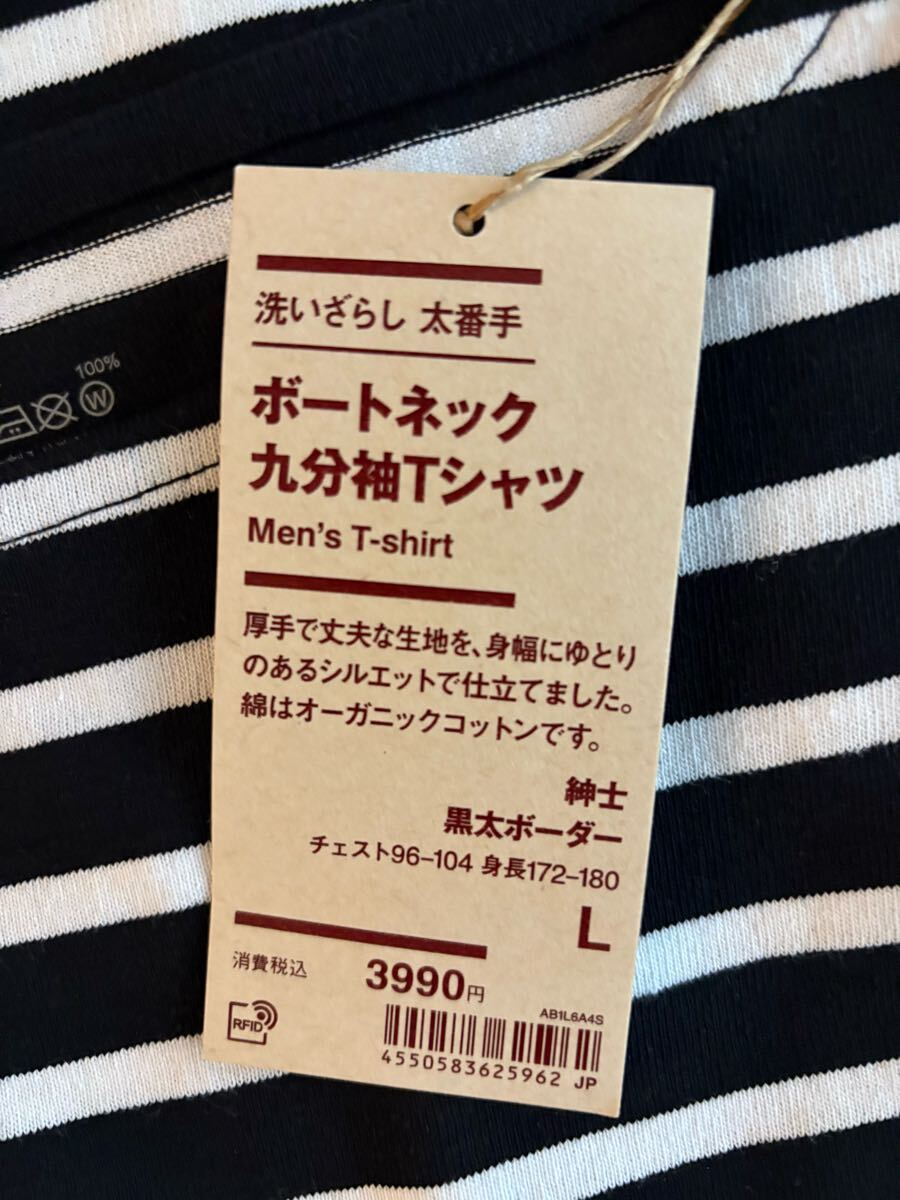 洗いざらし 太番手
ボートネック
九分袖Tシャツ
Men's T-shirt
厚手で丈夫な生地を、身幅にゆとり
のあるシルエットで仕立てました。
綿はオーガニックコットンです。
紳士
黒太ボーダー
チェスト96–104 身長172–180
L
消費税込 3990円
RFID
AB1L6A4S
4550583625962 JP
100%
W